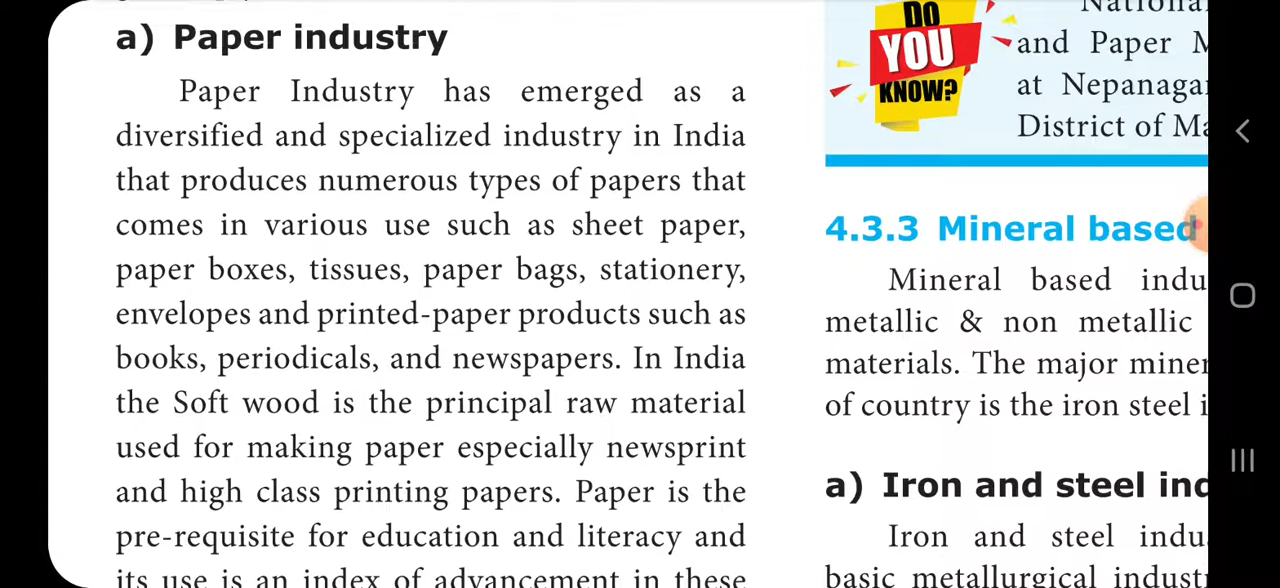 a) Paper industry
Paper Industry has emerged as a
diversified and specialized industry in India
that produces numerous types of papers that
comes in various use such as sheet paper,
paper boxes, tissues, paper bags, stationery,
envelopes and printed-paper products such as
books, periodicals, and newspapers. In India
the Soft wood is the principal raw material
used for making paper especially newsprint
and high class printing papers. Paper is the
pre-requisite for education and literacy and
its use is an index of advancement in these
DO
YOU
KNOW?
and Paper
at
District of
4.3.3 Mineral based
Mineral based
metallic & non metallic
materials. The major
of country is the iron steel
a) Iron and steel
Iron and steel
basic metallurgical